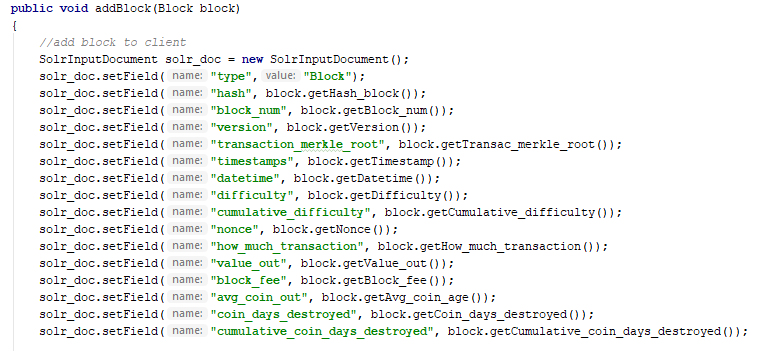 public void addBlock(Block block)
{
//add block to client
SolrInputDocument solr_doc = new SolrInputDocument();
solr_doc.setField( name: "type", value: "Block");
solr_doc.setField( name: "hash", block.getHash_block());
solr_doc.setField( name: "block_num", block.getBlock_num());
solr_doc.setField( name: "version", block.getVersion());
solr_doc.setField( name: "transaction_merkle_root", block.getTransac_merkle_root());
solr_doc.setField( name: "timestamps", block.getTimestamp());
solr_doc.setField( name: "datetime", block.getDatetime());
solr_doc.setField( name: "difficulty", block.getDifficulty());
solr_doc.setField( name: "cumulative_difficulty", block.getCumulative_difficulty());
solr_doc.setField( name: "nonce", block.getNonce());
solr_doc.setField( name: "how_much_transaction", block.getHow_much_transaction());
solr_doc.setField( name: "value_out", block.getValue_out());
solr_doc.setField( name: "block_fee", block.getBlock_fee());
solr_doc.setField( name: "avg_coin_out", block.getAvg_coin_age());
solr_doc.setField( name: "coin_days_destroyed", block.getCoin_days_destroyed());
solr_doc.setField( name: "cumulative_coin_days_destroyed", block.getCumulative_coin_days_destroyed());